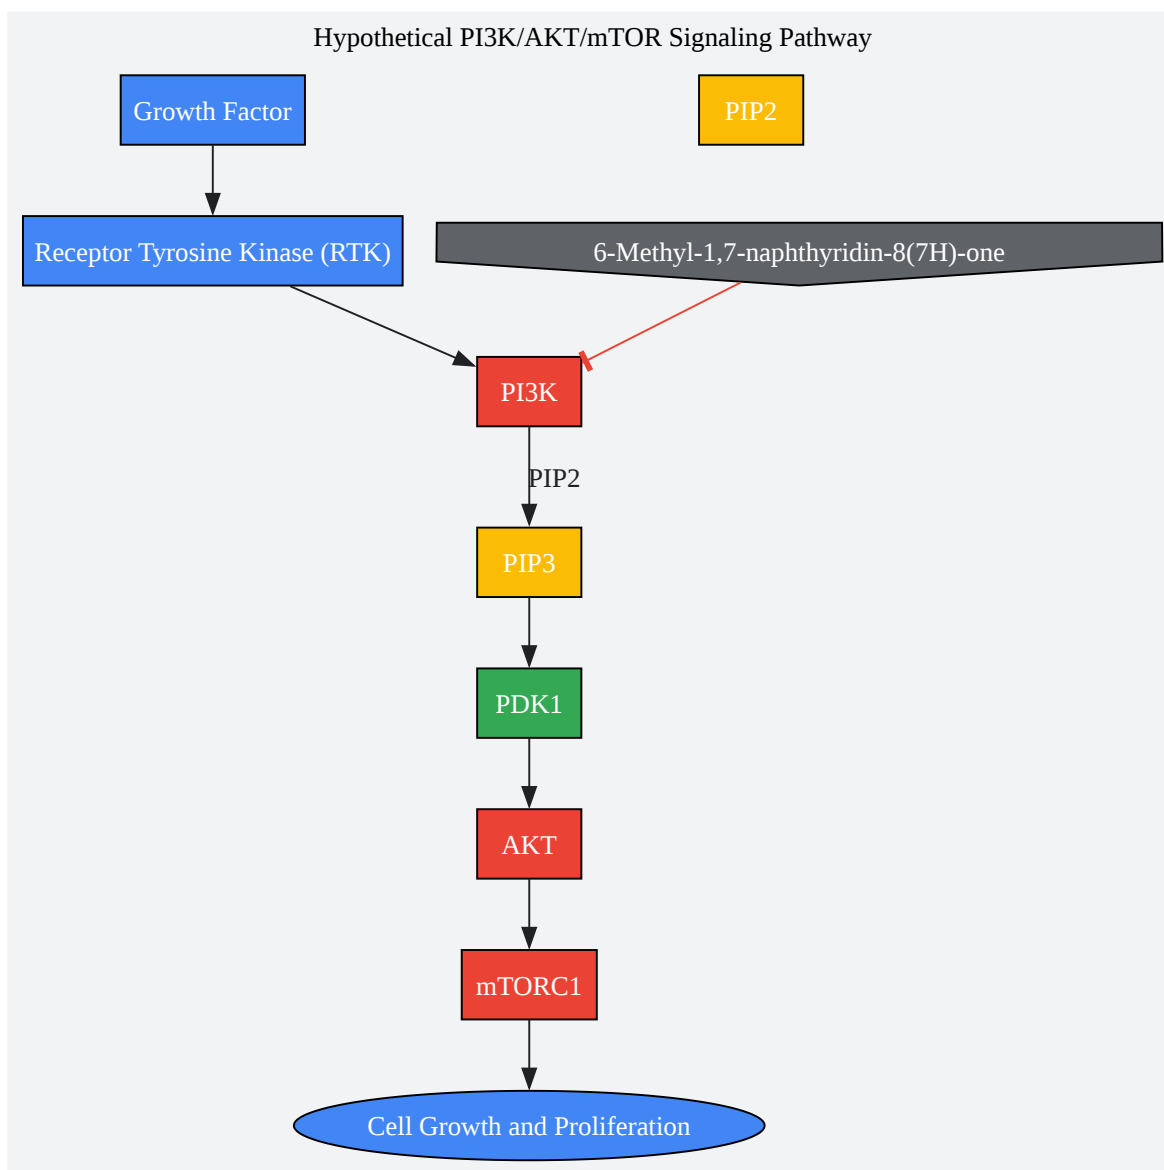 Hypothetical PI3K/AKT/mTOR Signaling Pathway
Growth Factor
PIP2
Receptor Tyrosine Kinase (RTK)
6-Methyl-1,7-naphthyridin-8(7H)-one
PI3K
PIP2
PIP3
PDK1
AKT
mTORC1
Cell Growth and Proliferation